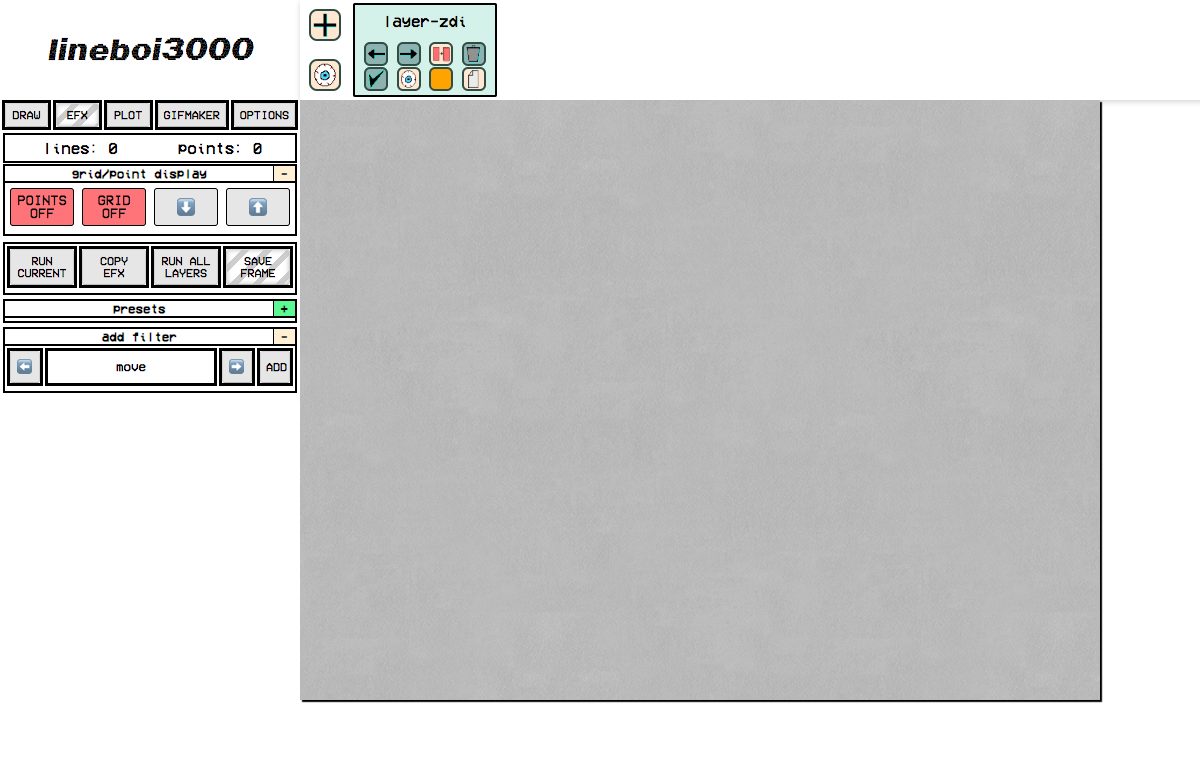 lineboi3000
layer-zdi
DRAW EFX PLOT GIFMAKER OPTIONS
lines: 0 points: 0
grid/point display -
POINTS OFF
GRID OFF
RUN CURRENT
COPY EFX
RUN ALL LAYERS
SAVE FRAME
presets +
add filter -
move ADD